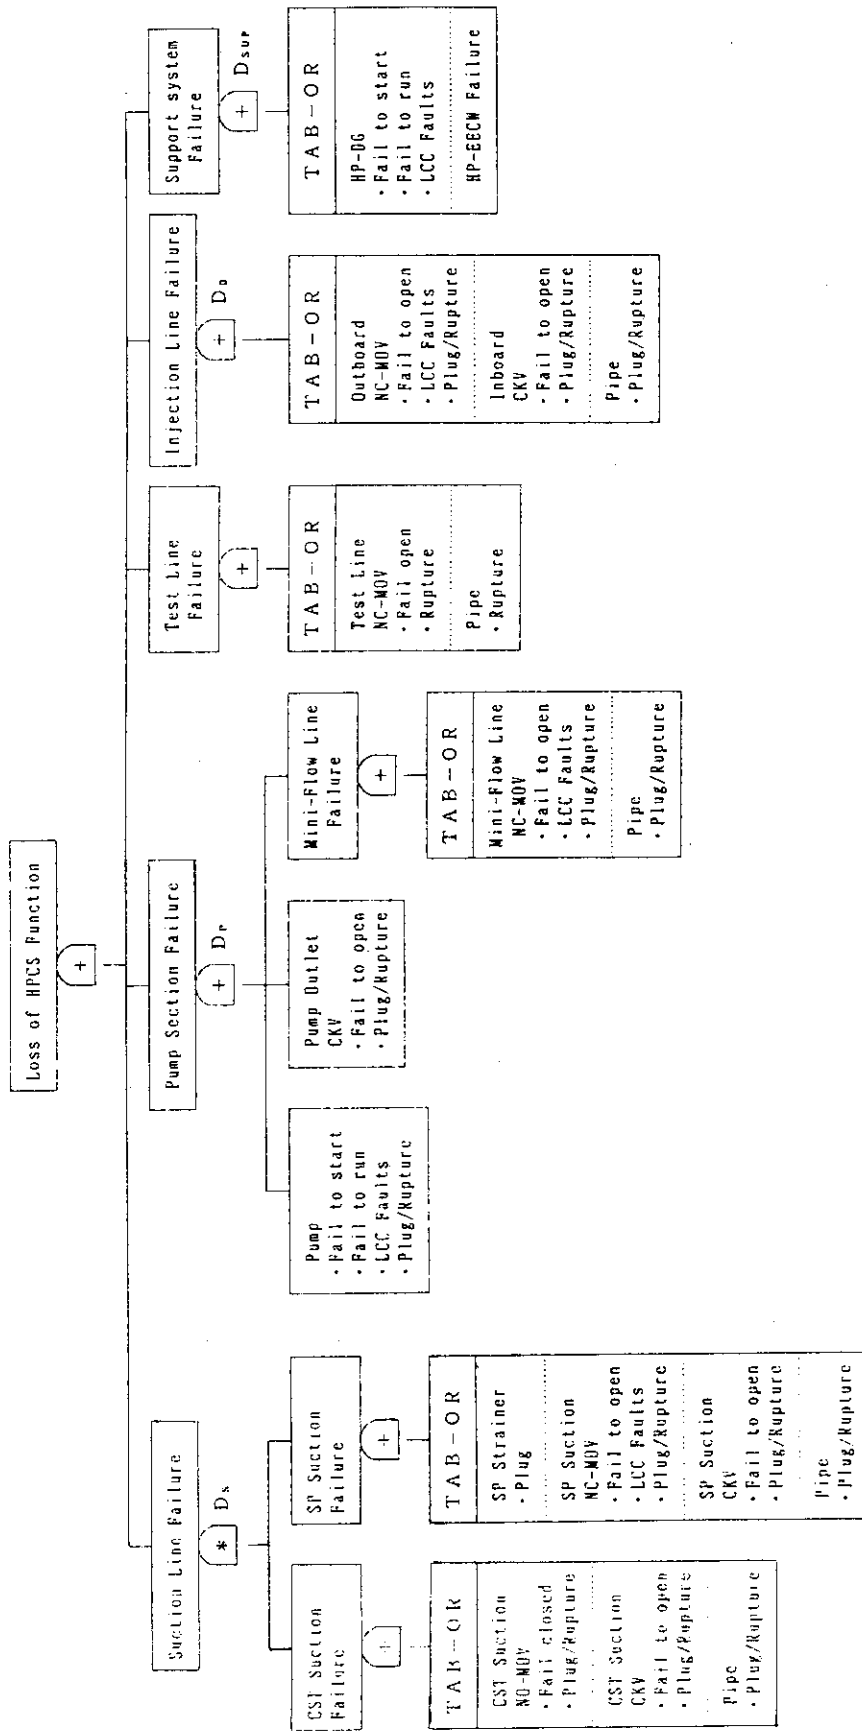 Loss of HPCS Function
+
Suction Line Failure
*
Ds
CST Suction
Failure
+
TAB-OR
CST Suction
NO-MOV
・Fail closed
・Plug/Rupture
CST Suction
CKV
・Fail to open
・Plug/Rupture
Pipe
・Plug/Rupture
SP Suction
Failure
+
TAB-OR
SP Strainer
・Plug
SP Suction
NC-MOV
・Fail to open
・LCC Faults
・Plug/Rupture
SP Suction
CKV
・Fail to open
・Plug/Rupture
Pipe
・Plug/Rupture
Pump Section Failure
+
DP
Pump
・Fail to start
・Fail to run
・LCC Faults
・Plug/Rupture
Pump Outlet
CKV
・Fail to open
・Plug/Rupture
Mini-Flow Line
Failure
+
TAB-OR
Mini-Flow Line
NC-MOV
・Fail to open
・LCC Faults
・Plug/Rupture
Pipe
・Plug/Rupture
Test Line
Failure
+
TAB-OR
Test Line
NC-MOV
・Fail open
・Rupture
Pipe
・Rupture
Injection Line Failure
+
TAB-OR
Outboard
NC-MOV
・Fail to open
・LCC Faults
・Plug/Rupture
Inboard
CKV
・Fail to open
・Plug/Rupture
Pipe
・Plug/Rupture
Support system
Failure
+
DSUP
TAB-OR
HP-DG
・Fail to start
・Fail to run
・LCC Faults
HP-EECW Failure